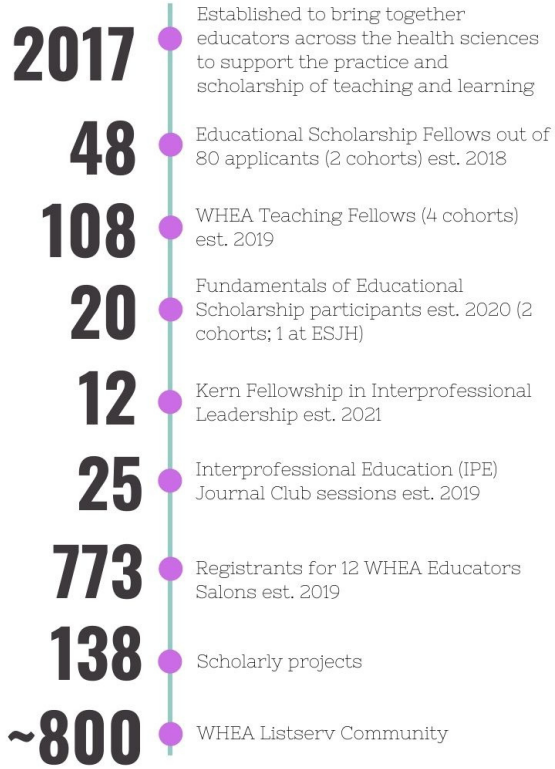 2017
Established to bring together
educators across the health sciences
to support the practice and
scholarship of teaching and learning
48
Educational Scholarship Fellows out of
80 applicants (2 cohorts) est. 2018
108
WHEA Teaching Fellows (4 cohorts)
est. 2019
20
Fundamentals of Educational
Scholarship participants est. 2020 (2
cohorts; 1 at ESJH)
12
Kern Fellowship in Interprofessional
Leadership est. 2021
25
Interprofessional Education (IPE)
Journal Club sessions est. 2019
773
Registrants for 12 WHEA Educators
Salons est. 2019
138
Scholarly projects
~800
WHEA Listserv Community